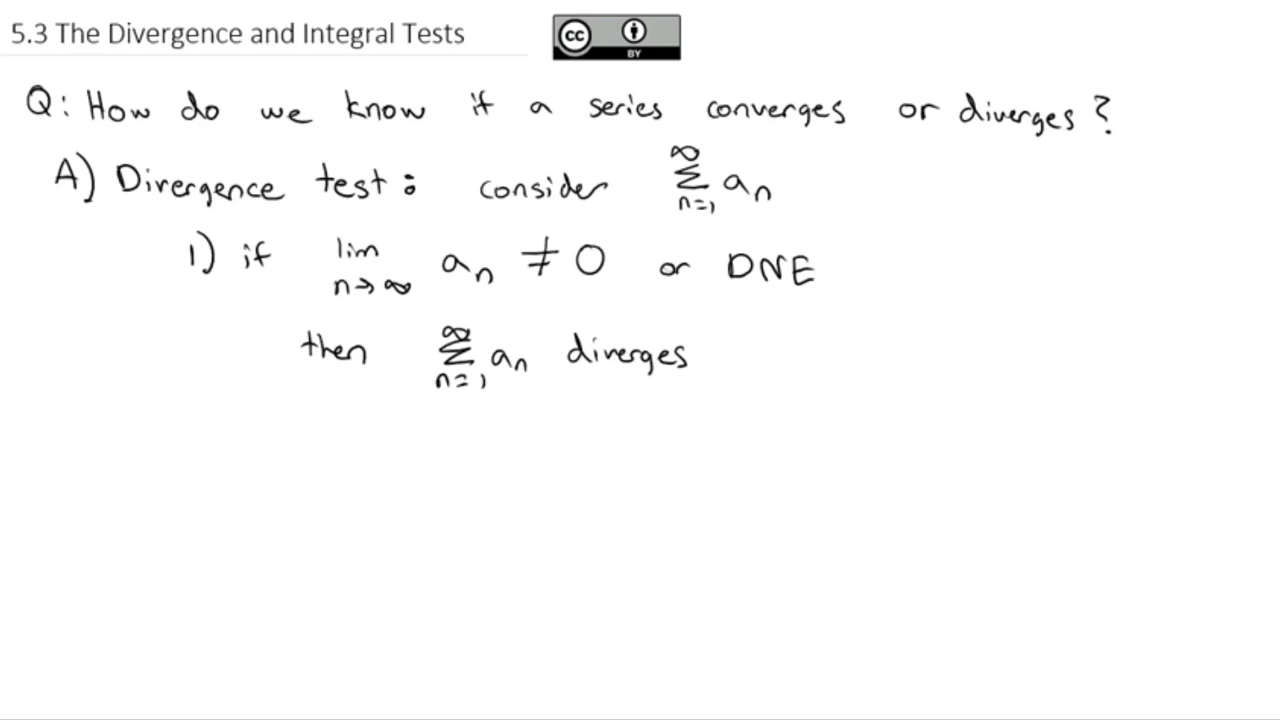 5.3 The Divergence and Integral Tests
cc BY
Q: How do we know if a series converges or diverges?
A) Divergence test: consider ∑_{n=1}^{∞} a_n
1) if lim_{n→∞} a_n ≠ 0 or DNE
then ∑_{n=1}^{∞} a_n diverges